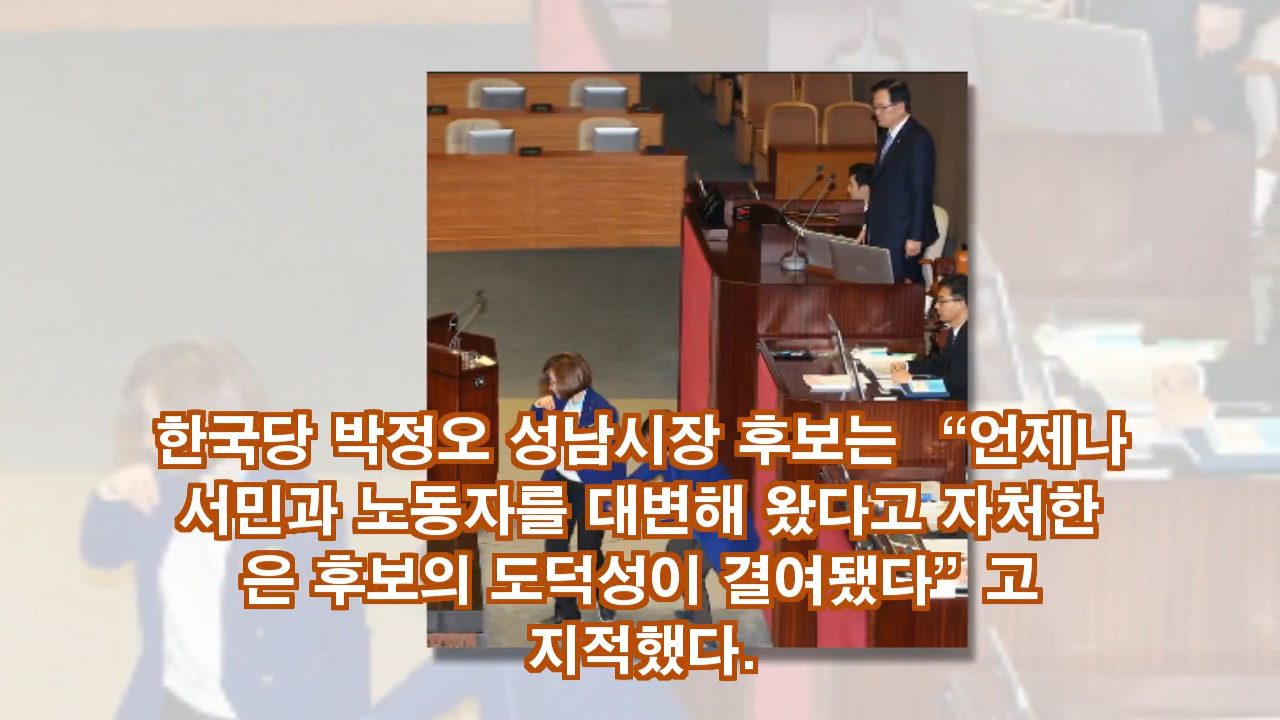 한국당 박정오 성남시장 후보는 “언제나
서민과 노동자를 대변해 왔다고 자처한
은 후보의 도덕성이 결여됐다” 고
지적했다.